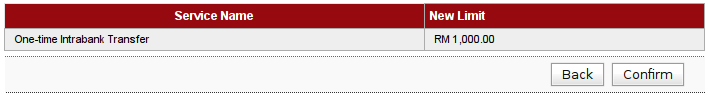 Service Name New Limit
One-time Intrabank Transfer RM 1,000.00
Back Confirm